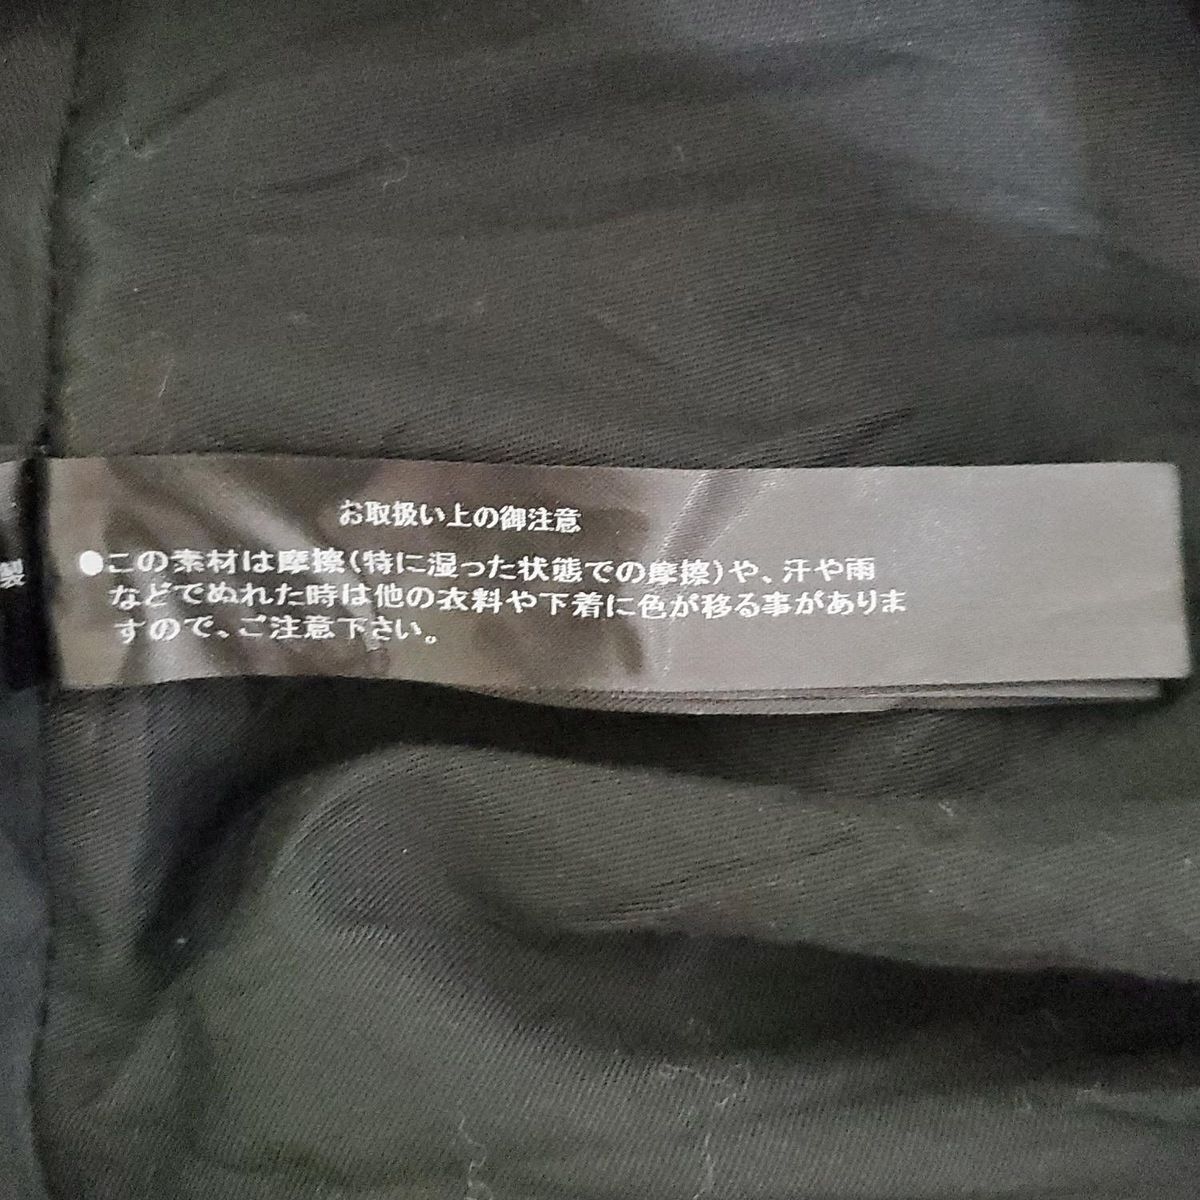 お取扱い上の御注意
●この素材は摩擦(特に湿った状態での摩擦)や、汗や雨
などでぬれた時は他の衣料や下着に色が移る事がありま
すので、ご注意下さい。
製